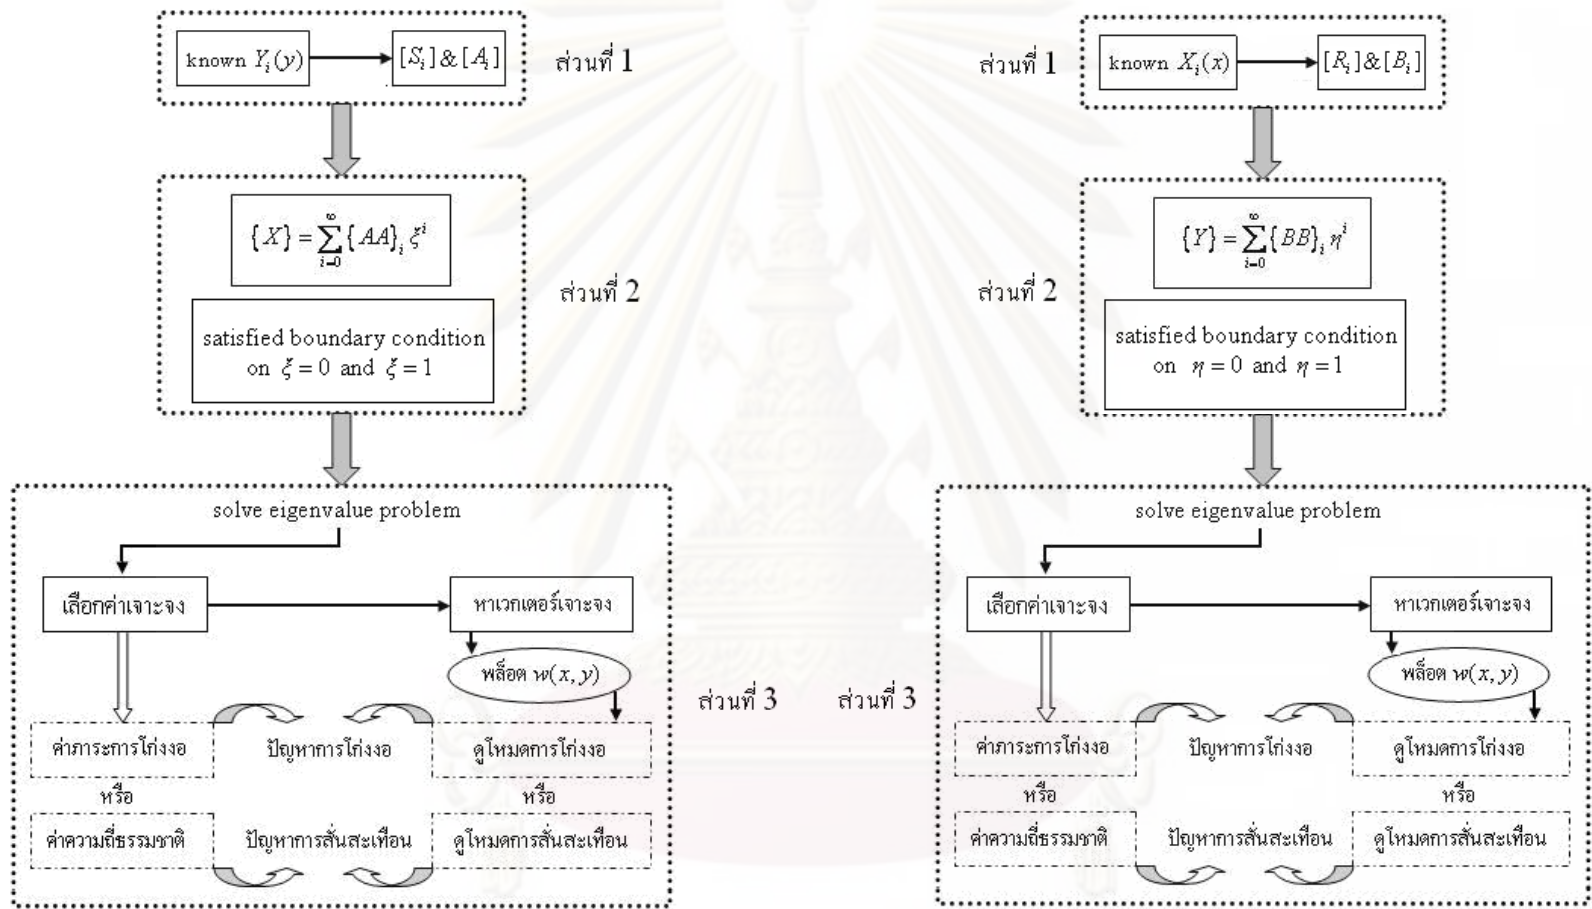 known Y_i(y)
[S_i]&[A_i]
ส่วนที่ 1
{X} = ∑_{i=0}^{∞} {AA}_i ξ^i
ส่วนที่ 2
satisfied boundary condition
on ξ=0 and ξ=1
solve eigenvalue problem
เลือกค่าเจาะจง
หาเวกเตอร์เจาะจง
พล็อต w(x, y)
ส่วนที่ 3
ค่าภาระการโก่งงอ
ปัญหาการโก่งงอ
ดูโหมดการโก่งงอ
หรือ
หรือ
ค่าความถี่ธรรมชาติ
ปัญหาการสั่นสะเทือน
ดูโหมดการสั่นสะเทือน
ส่วนที่ 1
known X_i(x)
[R_i]&[B_i]
{Y} = ∑_{i=0}^{∞} {BB}_i η^i
ส่วนที่ 2
satisfied boundary condition
on η=0 and η=1
solve eigenvalue problem
เลือกค่าเจาะจง
หาเวกเตอร์เจาะจง
พล็อต w(x, y)
ส่วนที่ 3
ค่าภาระการโก่งงอ
ปัญหาการโก่งงอ
ดูโหมดการโก่งงอ
หรือ
หรือ
ค่าความถี่ธรรมชาติ
ปัญหาการสั่นสะเทือน
ดูโหมดการสั่นสะเทือน